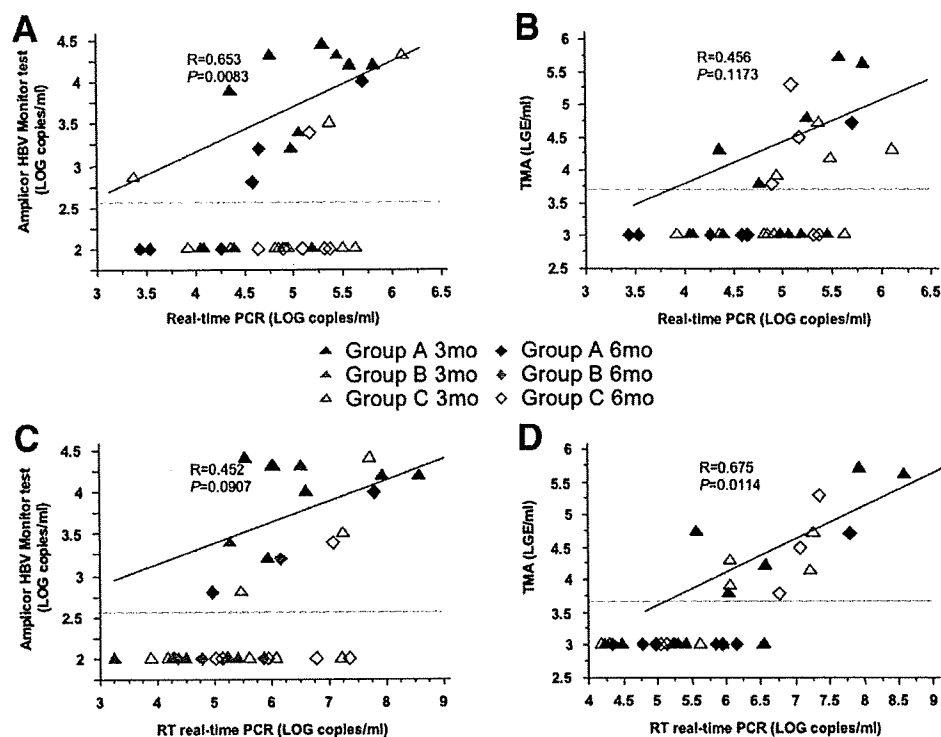 A
Amplicor HBV Monitor test
(LOG copies/ml)
4.5
4
3.5
3
2.5
2
R=0.653
P=0.0083
3 3.5 4 4.5 5 5.5 6 6.5
Real-time PCR (LOG copies/ml)
B
TMA (LGE/ml)
6
5.5
5
4.5
4
3.5
3
2.5
R=0.456
P=0.1173
3 3.5 4 4.5 5 5.5 6 6.5
Real-time PCR (LOG copies/ml)
Group A 3mo Group A 6mo
Group B 3mo Group B 6mo
Group C 3mo Group C 6mo
C
Amplicor HBV Monitor test
(LOG copies/ml)
4.5
4
3.5
3
2.5
2
R=0.452
P=0.0907
3 4 5 6 7 8 9
RT real-time PCR (LOG copies/ml)
D
TMA (LGE/ml)
6
5.5
5
4.5
4
3.5
3
2.5
R=0.675
P=0.0114
4 4.5 5 5.5 6 6.5 7 7.5 8 8.5 9
RT real-time PCR (LOG copies/ml)